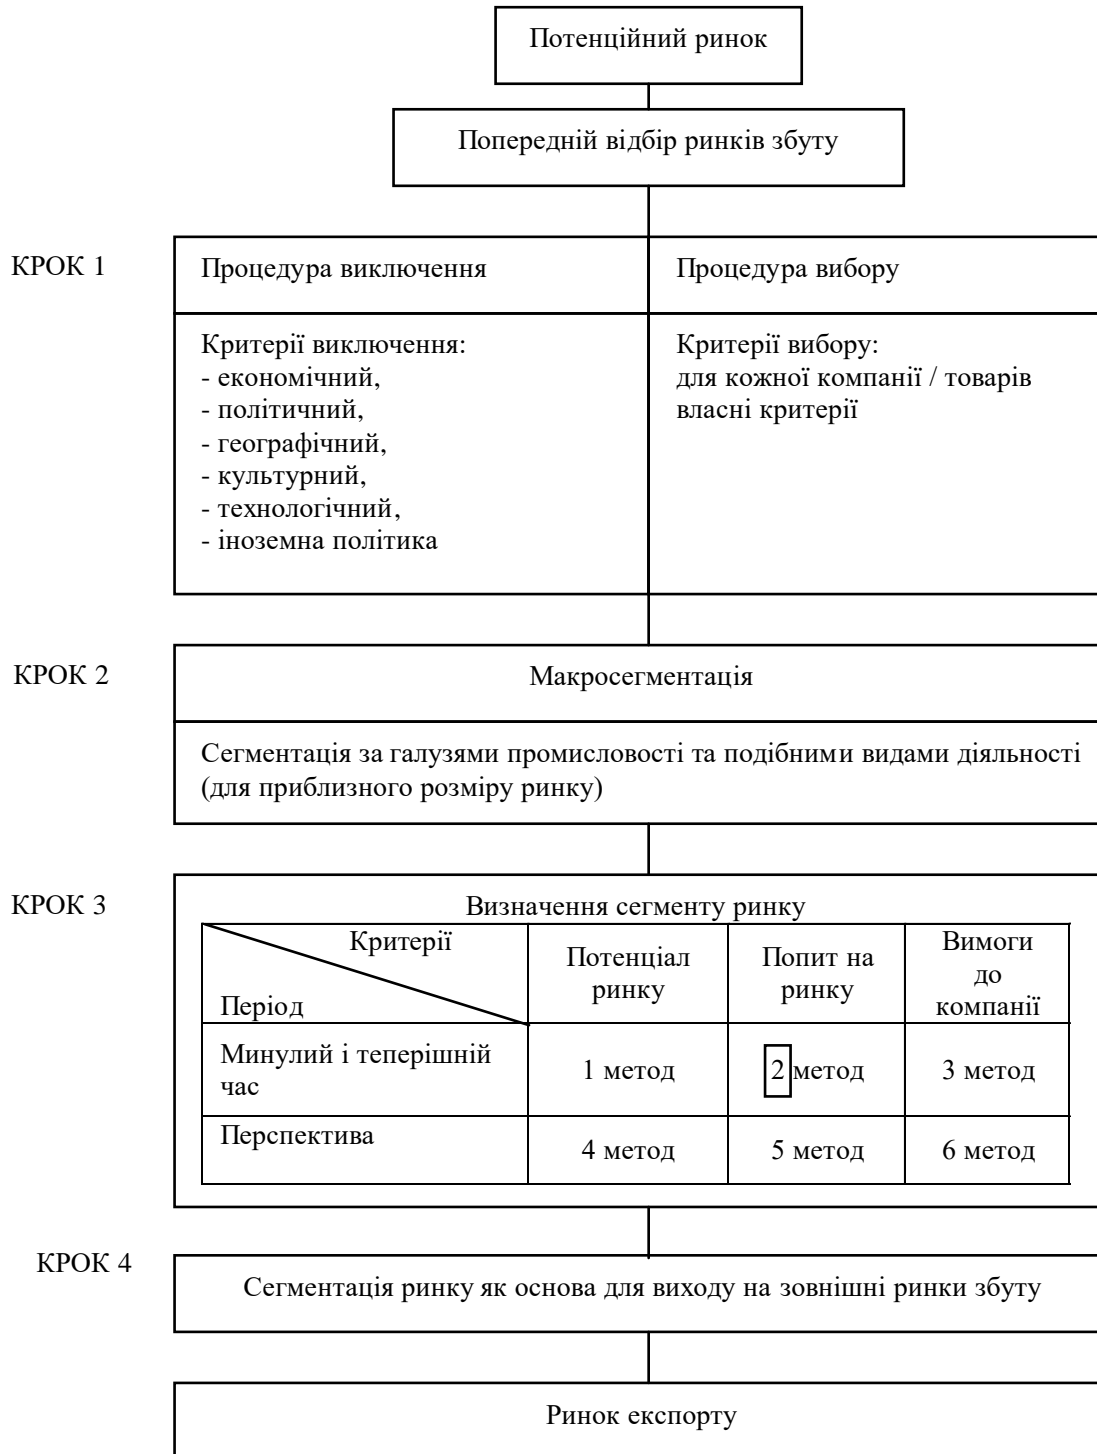 Потенційний ринок
Попередній відбір ринків збуту
КРОК 1
Процедура виключення
Процедура вибору
Критерії виключення:
- економічний,
- політичний,
- географічний,
- культурний,
- технологічний,
- іноземна політика
Критерії вибору:
для кожної компанії / товарів
власні критерії
КРОК 2
Макросегментація
Сегментація за галузями промисловості та подібними видами діяльності
(для приблизного розміру ринку)
КРОК 3
Визначення сегменту ринку
Критерії
Період
Потенціал
ринку
Попит на
ринку
Вимоги
до
компанії
Минулий і теперішній
час
1 метод
2 метод
3 метод
Перспектива
4 метод
5 метод
6 метод
КРОК 4
Сегментація ринку як основа для виходу на зовнішні ринки збуту
Ринок експорту